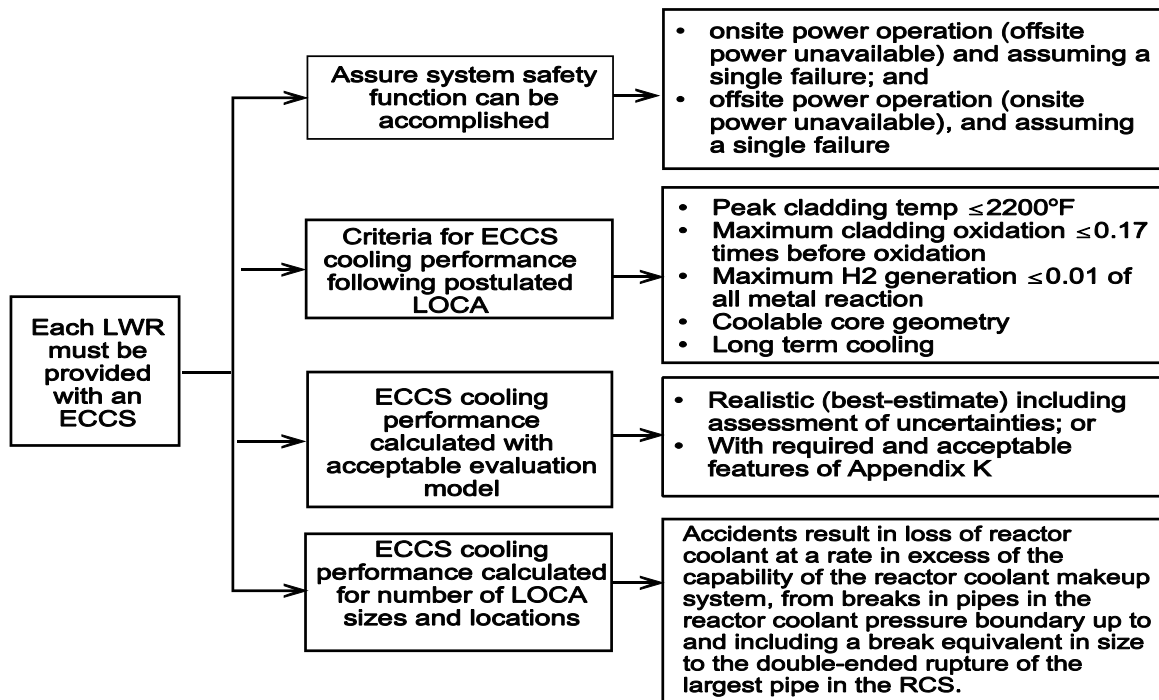 Each LWR
must be
provided
with an
ECCS
Assure system safety
function can be
accomplished
• onsite power operation (offsite
power unavailable) and assuming a
single failure; and
• offsite power operation (onsite
power unavailable), and assuming
a single failure
Criteria for ECCS
cooling performance
following postulated
LOCA
• Peak cladding temp ≤2200°F
• Maximum cladding oxidation ≤0.17
times before oxidation
• Maximum H2 generation ≤0.01 of
all metal reaction
• Coolable core geometry
• Long term cooling
ECCS cooling
performance
calculated with
acceptable evaluation
model
• Realistic (best-estimate) including
assessment of uncertainties; or
• With required and acceptable
features of Appendix K
ECCS cooling
performance calculated
for number of LOCA
sizes and locations
Accidents result in loss of reactor
coolant at a rate in excess of the
capability of the reactor coolant makeup
system, from breaks in pipes in the
reactor coolant pressure boundary up to
and including a break equivalent in size
to the double-ended rupture of the
largest pipe in the RCS.